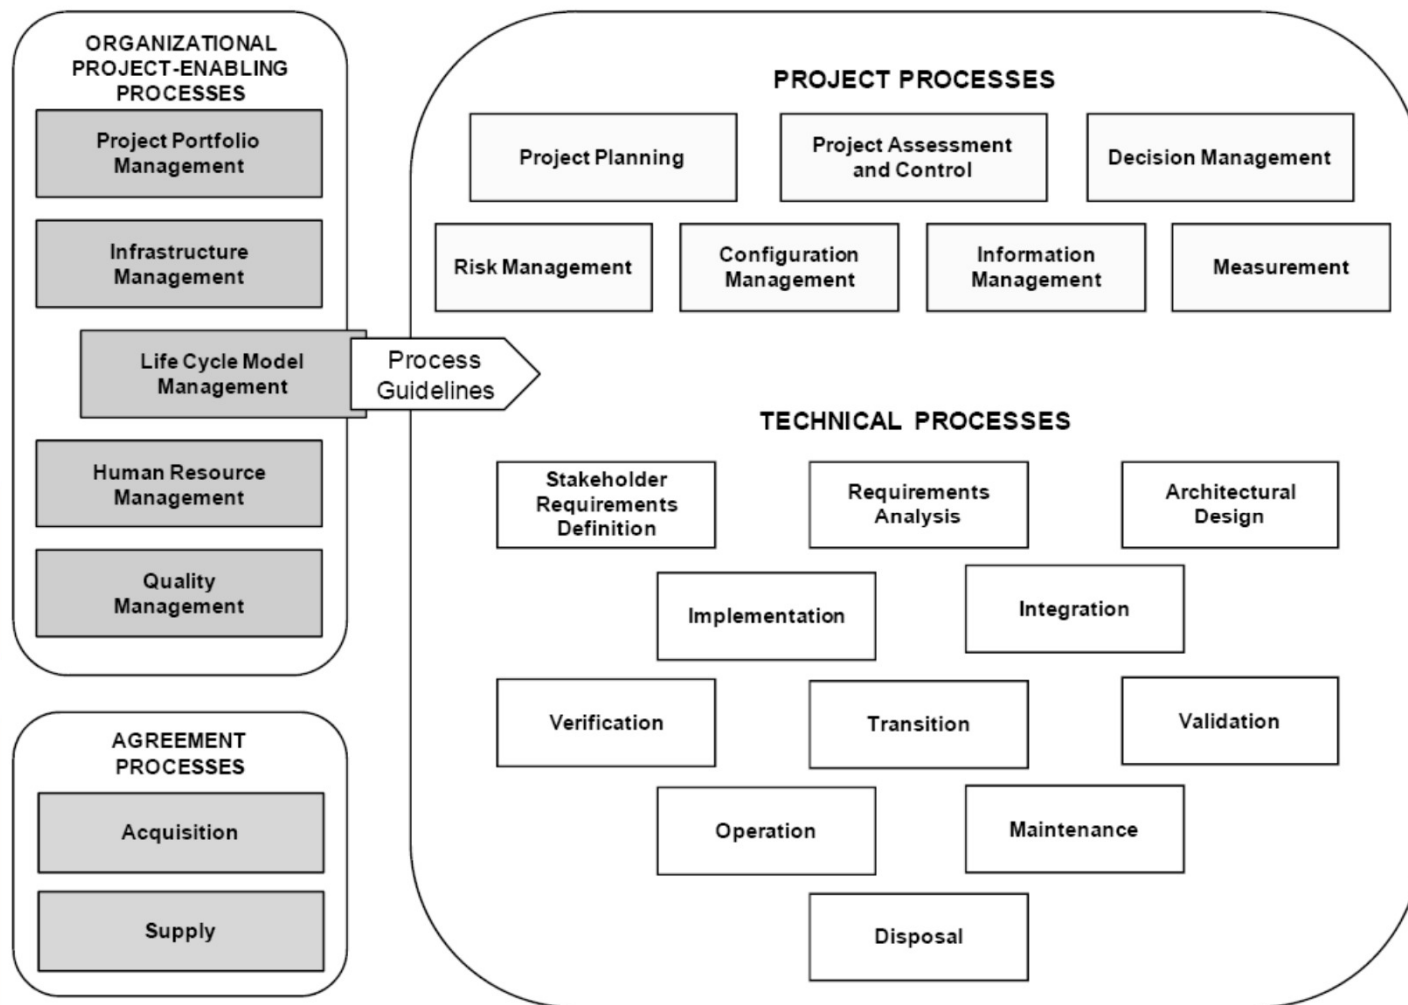 ORGANIZATIONAL
PROJECT-ENABLING
PROCESSES
Project Portfolio
Management
Infrastructure
Management
Life Cycle Model
Management
Human Resource
Management
Quality
Management
AGREEMENT
PROCESSES
Acquisition
Supply
Process
Guidelines
PROJECT PROCESSES
Project Planning
Project Assessment
and Control
Decision Management
Risk Management
Configuration
Management
Information
Management
Measurement
TECHNICAL PROCESSES
Stakeholder
Requirements
Definition
Requirements
Analysis
Architectural
Design
Implementation
Integration
Verification
Transition
Validation
Operation
Maintenance
Disposal